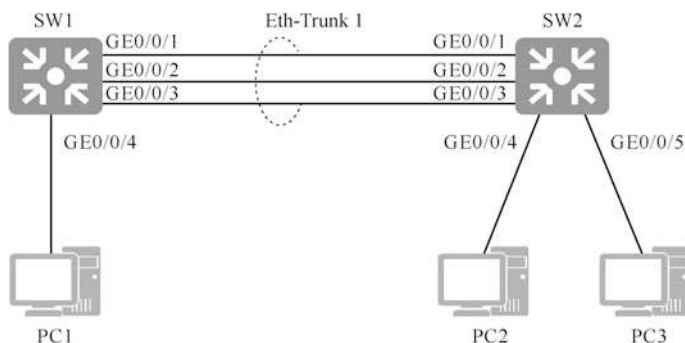 SW1 Eth-Trunk 1 SW2
GE0/0/1 GE0/0/1
GE0/0/2 GE0/0/2
GE0/0/3 GE0/0/3
GE0/0/4 GE0/0/4 GE0/0/5
PC1 PC2 PC3